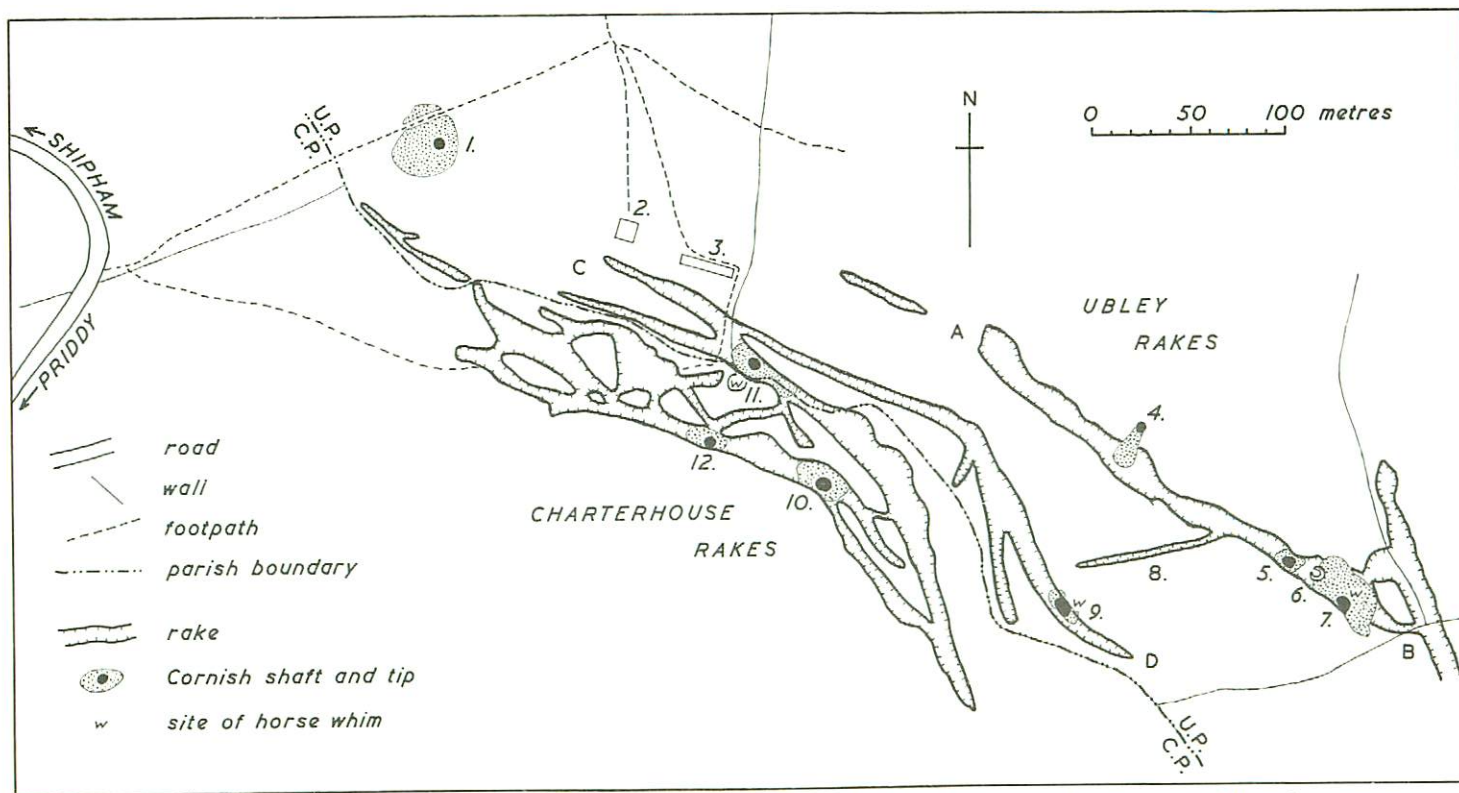 U.P.
C.P.
1.
N
0 50 100 metres
SHIPHAM
PRIDDY
2.
3.
C
A
UBLEY
RAKES
4.
w
11.
12.
10.
CHARTERHOUSE
RAKES
8.
5.
6.
7.
w
w
9.
B
D
U.P.
C.P.
road
wall
footpath
parish boundary
rake
Cornish shaft and tip
w site of horse whim